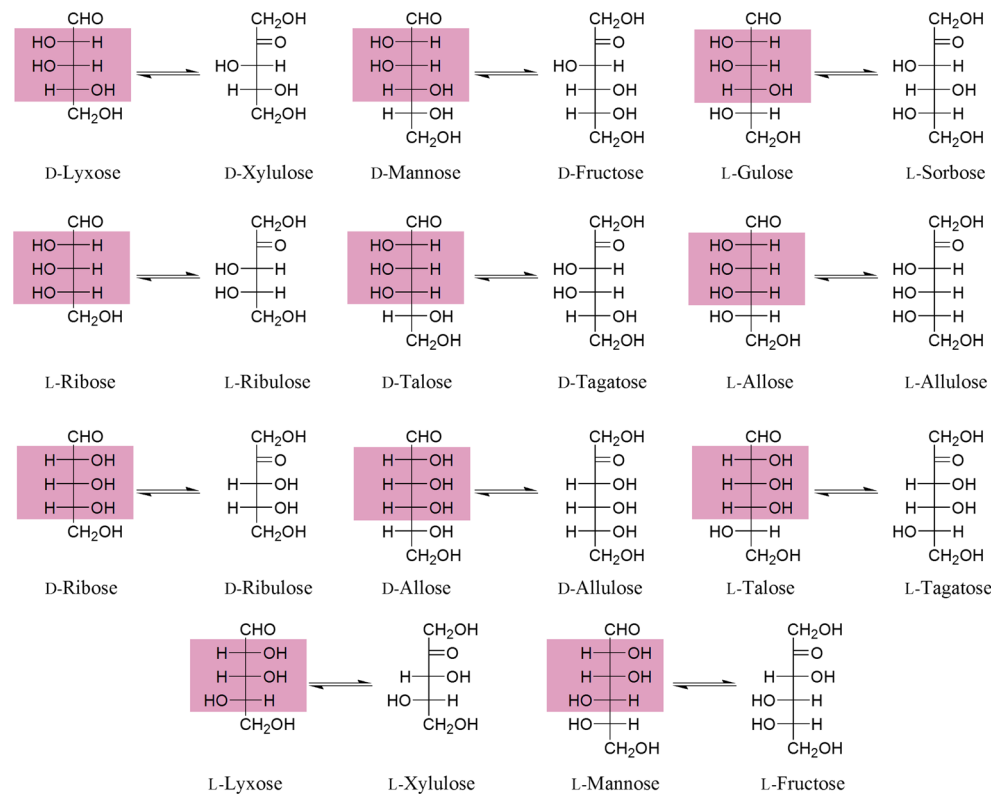 CHO CH₂OH CHO CH₂OH CHO CH₂OH
HO H O HO H O HO H O
HO H HO H HO H HO H HO H HO H
H OH H OH H OH H OH H OH H OH
CH₂OH CH₂OH H OH H OH HO H HO H
CH₂OH CH₂OH CH₂OH CH₂OH
D-Lyxose D-Xylulose D-Mannose D-Fructose L-Gulose L-Sorbose
CHO CH₂OH CHO CH₂OH CHO CH₂OH
HO H O HO H O HO H O
HO H HO H HO H HO H HO H HO H
HO H HO H HO H HO H HO H HO H
CH₂OH CH₂OH H OH H OH HO H HO H
CH₂OH CH₂OH CH₂OH CH₂OH
L-Ribose L-Ribulose D-Talose D-Tagatose L-Allose L-Allulose
CHO CH₂OH CHO CH₂OH CHO CH₂OH
H OH O H OH O H OH O
H OH H OH H OH H OH H OH H OH
H OH H OH H OH H OH H OH H OH
CH₂OH CH₂OH H OH H OH HO H HO H
CH₂OH CH₂OH CH₂OH CH₂OH
D-Ribose D-Ribulose D-Allose D-Allulose L-Talose L-Tagatose
CHO CH₂OH CHO CH₂OH
H OH O H OH O
H OH H OH H OH H OH
HO H HO H HO H HO H
CH₂OH CH₂OH HO H HO H
CH₂OH CH₂OH
L-Lyxose L-Xylulose L-Mannose L-Fructose